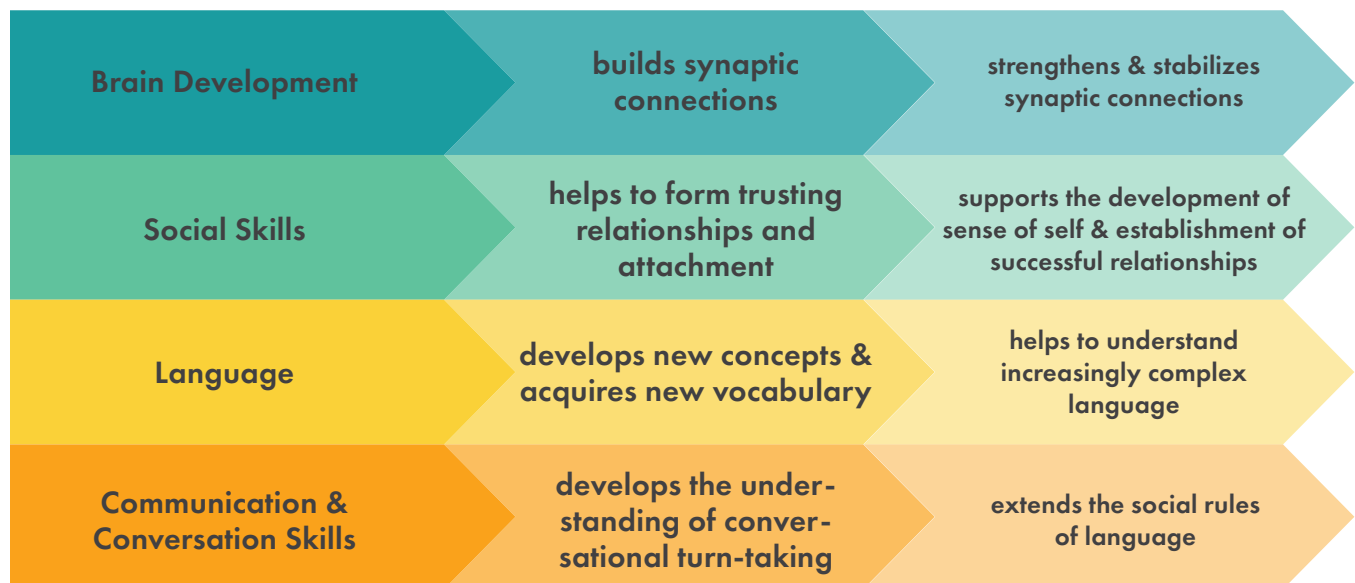 Brain Development
builds synaptic
connections
strengthens & stabilizes
synaptic connections
Social Skills
helps to form trusting
relationships and
attachment
supports the development of
sense of self & establishment of
successful relationships
Language
develops new concepts &
acquires new vocabulary
helps to understand
increasingly complex
language
Communication &
Conversation Skills
develops the under-
standing of conver-
sational turn-taking
extends the social rules
of language